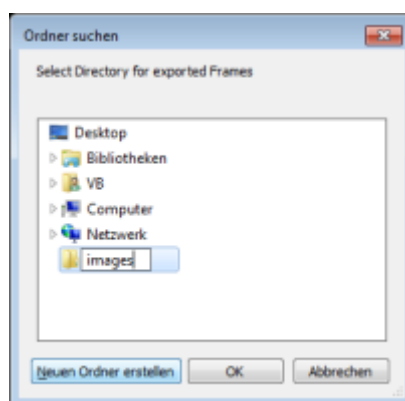 Ordner suchen
Select Directory for exported Frames
Desktop
Bibliotheken
VB
Computer
Netzwerk
images
Neuen Ordner erstellen OK Abbrechen